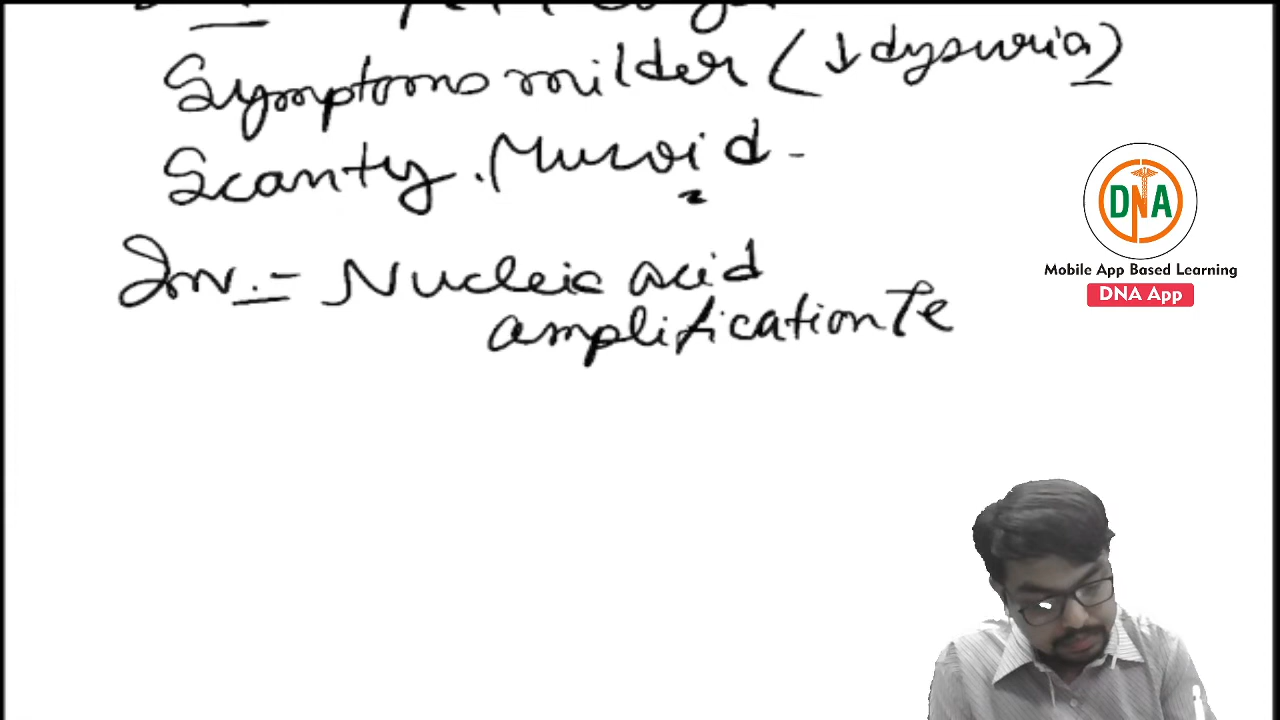 Symptoms milder (↓ dysuria)
Scanty. Mucoid -
Inv. :- Nucleic acid
amplification Te
DNA
Mobile App Based Learning
DNA App